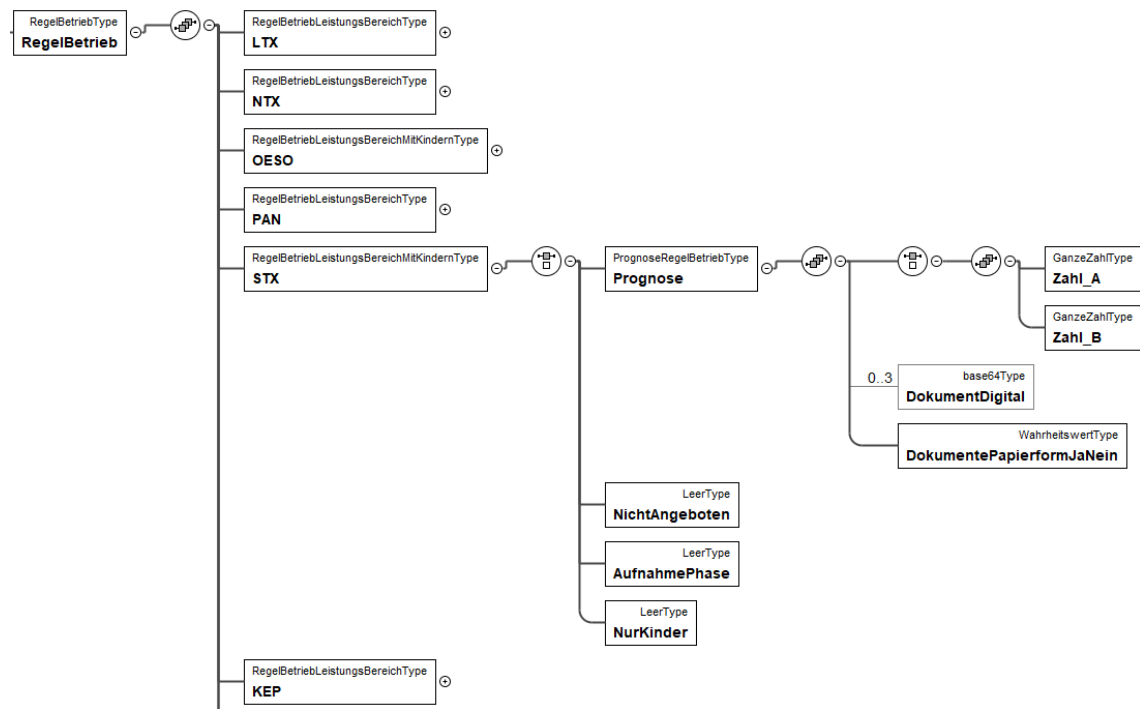 RegelBetriebType
RegelBetrieb
RegelBetriebLeistungsBereichType
LTX
RegelBetriebLeistungsBereichType
NTX
RegelBetriebLeistungsBereichMitKindernType
OESO
RegelBetriebLeistungsBereichType
PAN
RegelBetriebLeistungsBereichMitKindernType
STX
PrognoseRegelBetriebType
Prognose
GanzeZahlType
Zahl_A
GanzeZahlType
Zahl_B
0..3
base64Type
DokumentDigital
WahrheitswertType
DokumentePapierformJaNein
LeerType
NichtAngeboten
LeerType
AufnahmePhase
LeerType
NurKinder
RegelBetriebLeistungsBereichType
KEP